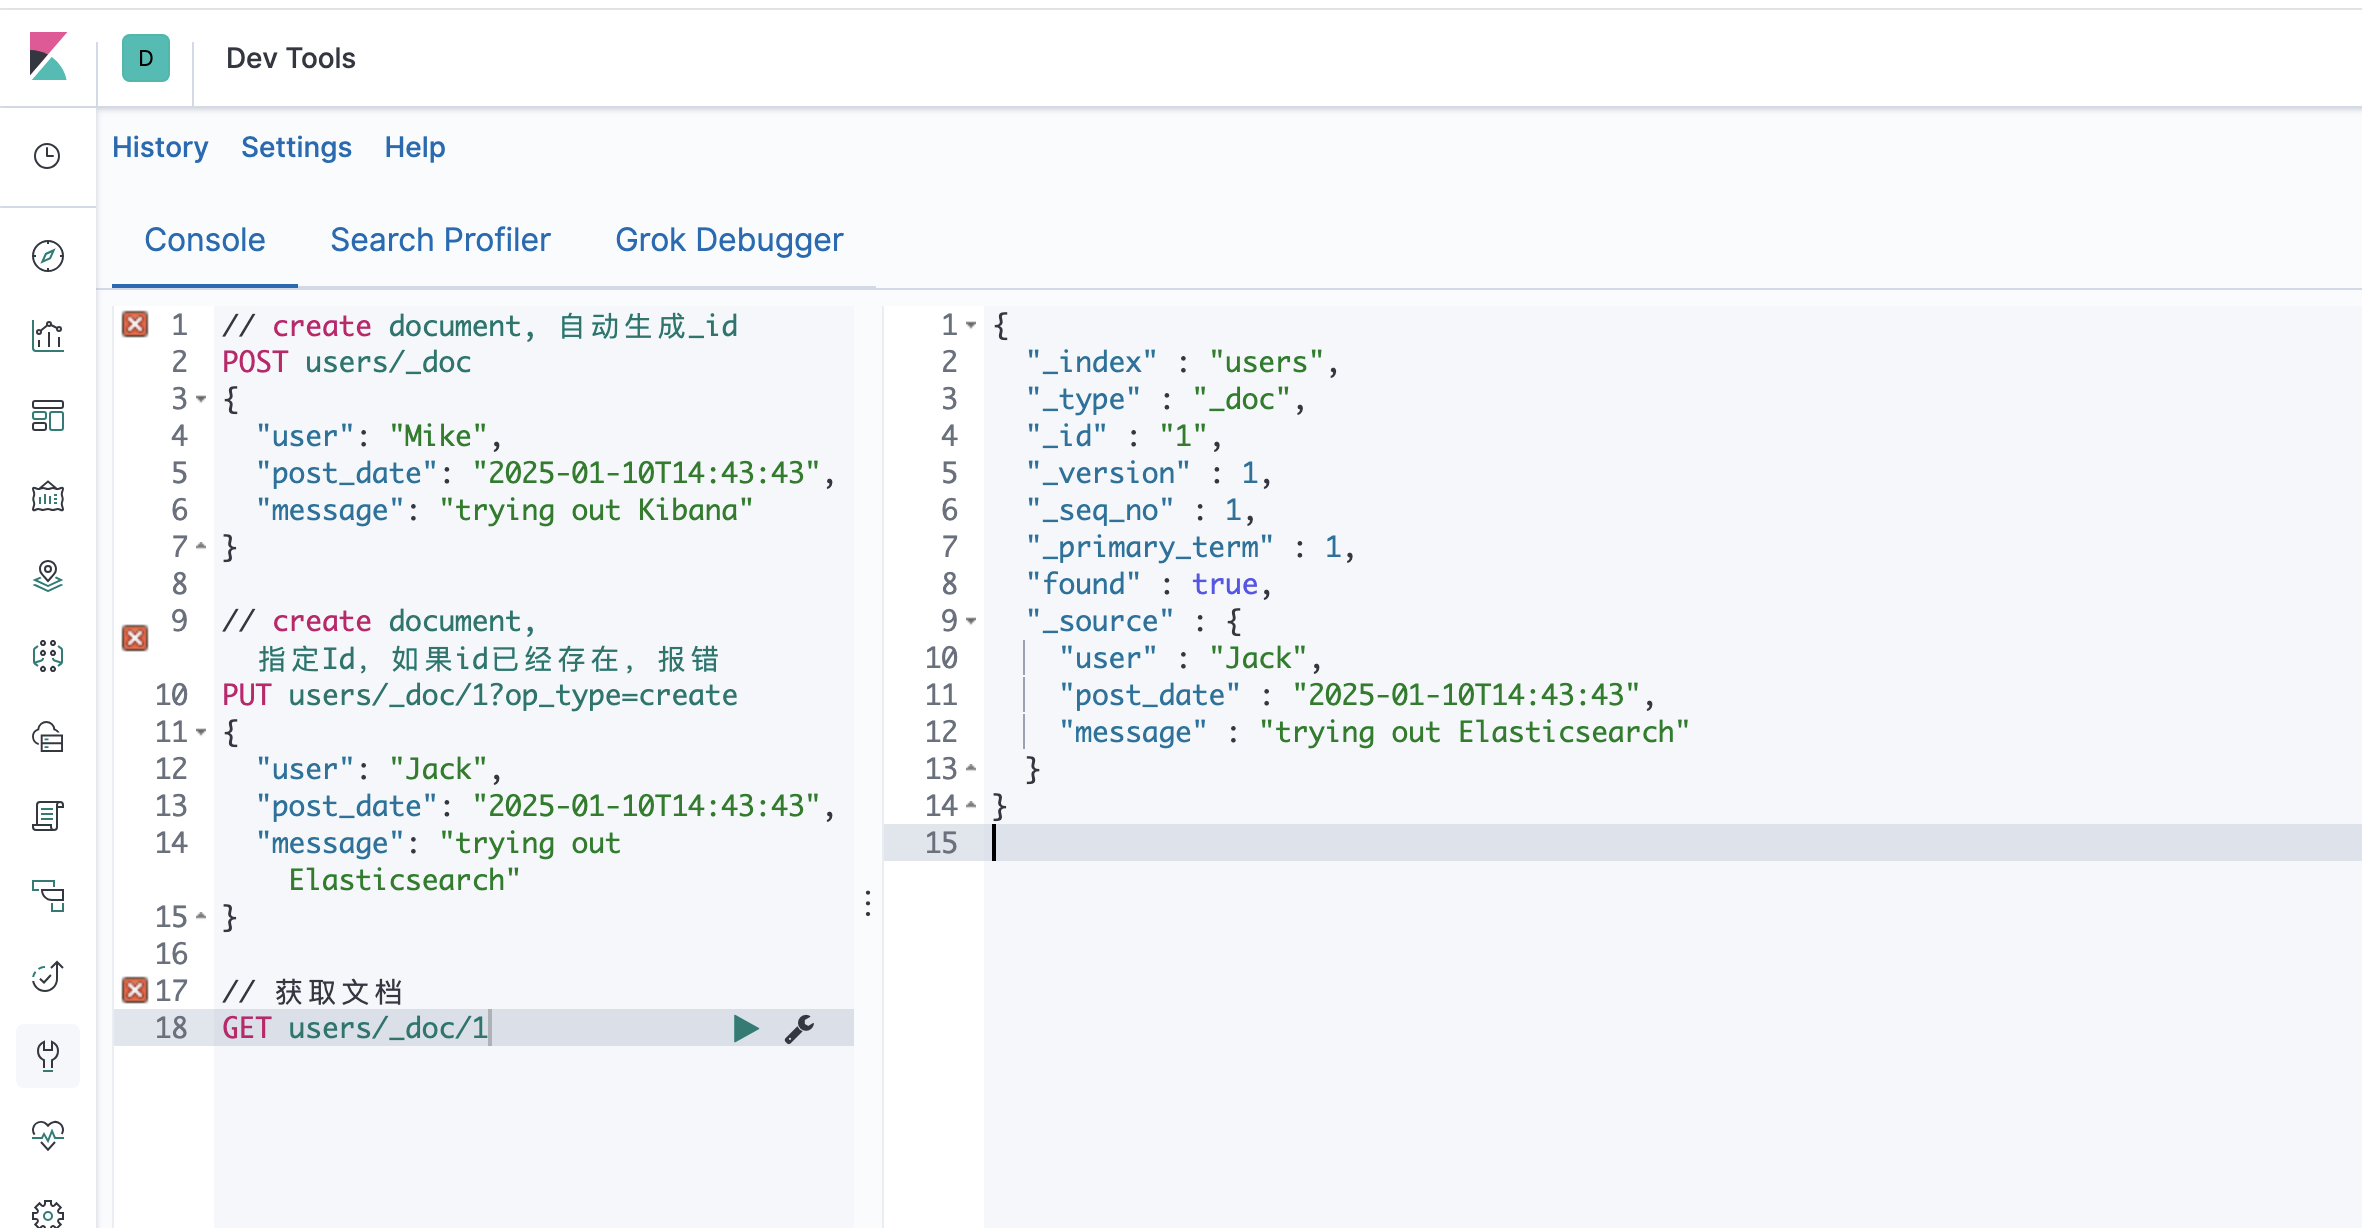 D
Dev Tools
History Settings Help
Console Search Profiler Grok Debugger
1 // create document, 自动生成_id
2 POST users/_doc
3 {
4 "user": "Mike",
5 "post_date": "2025-01-10T14:43:43",
6 "message": "trying out Kibana"
7 }
8
9 // create document,
指定Id, 如果id已经存在, 报错
10 PUT users/_doc/1?op_type=create
11 {
12 "user": "Jack",
13 "post_date": "2025-01-10T14:43:43",
14 "message": "trying out
Elasticsearch"
15 }
16
17 // 获取文档
18 GET users/_doc/1
1 {
2 "_index" : "users",
3 "_type" : "_doc",
4 "_id" : "1",
5 "_version" : 1,
6 "_seq_no" : 1,
7 "_primary_term" : 1,
8 "found" : true,
9 "_source" : {
10 "user" : "Jack",
11 "post_date" : "2025-01-10T14:43:43",
12 "message" : "trying out Elasticsearch"
13 }
14 }
15